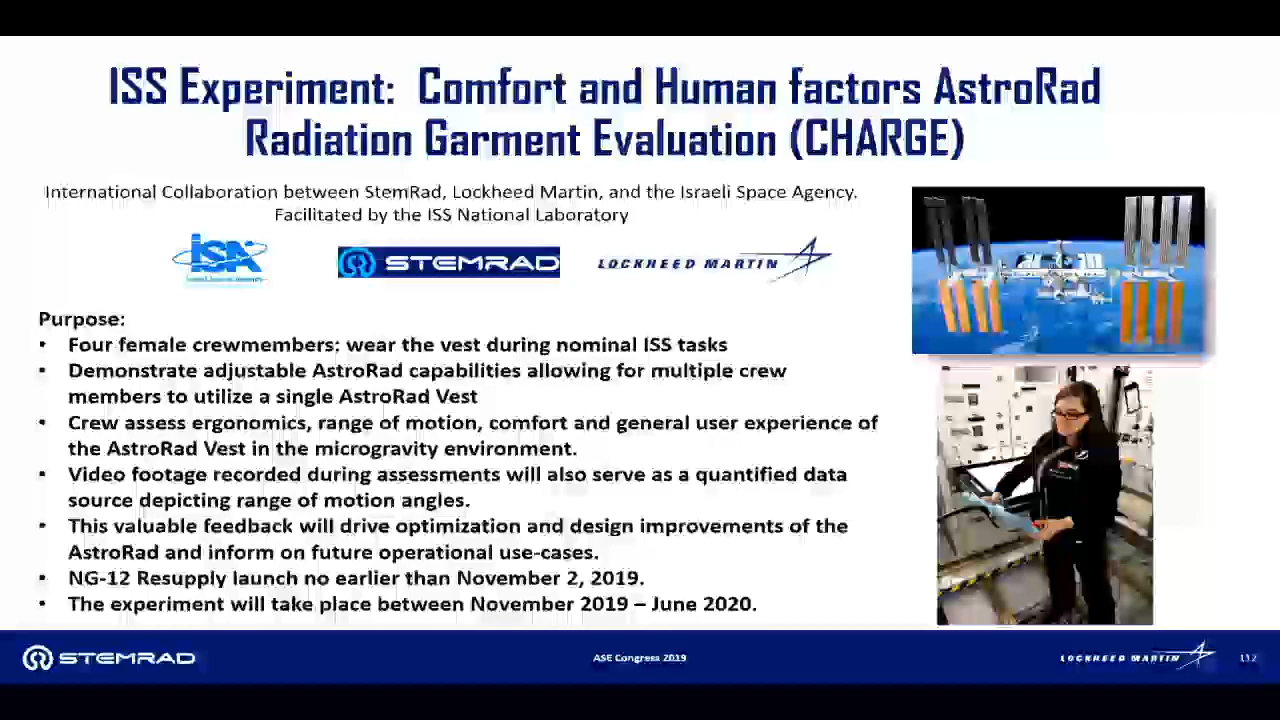 ISS Experiment: Comfort and Human factors AstroRad
Radiation Garment Evaluation (CHARGE)
International Collaboration between StemRad, Lockheed Martin, and the Israeli Space Agency.
Facilitated by the ISS National Laboratory
ISA
STEMRAD
LOCKHEED MARTIN
Purpose:
• Four female crewmembers; wear the vest during nominal ISS tasks
• Demonstrate adjustable AstroRad capabilities allowing for multiple crew
members to utilize a single AstroRad Vest
• Crew assess ergonomics, range of motion, comfort and general user experience of
the AstroRad Vest in the microgravity environment.
• Video footage recorded during assessments will also serve as a quantified data
source depicting range of motion angles.
• This valuable feedback will drive optimization and design improvements of the
AstroRad and inform on future operational use-cases.
• NG-12 Resupply launch no earlier than November 2, 2019.
• The experiment will take place between November 2019 – June 2020.
STEMRAD
ASE Congress 2019
LOCKHEED MARTIN